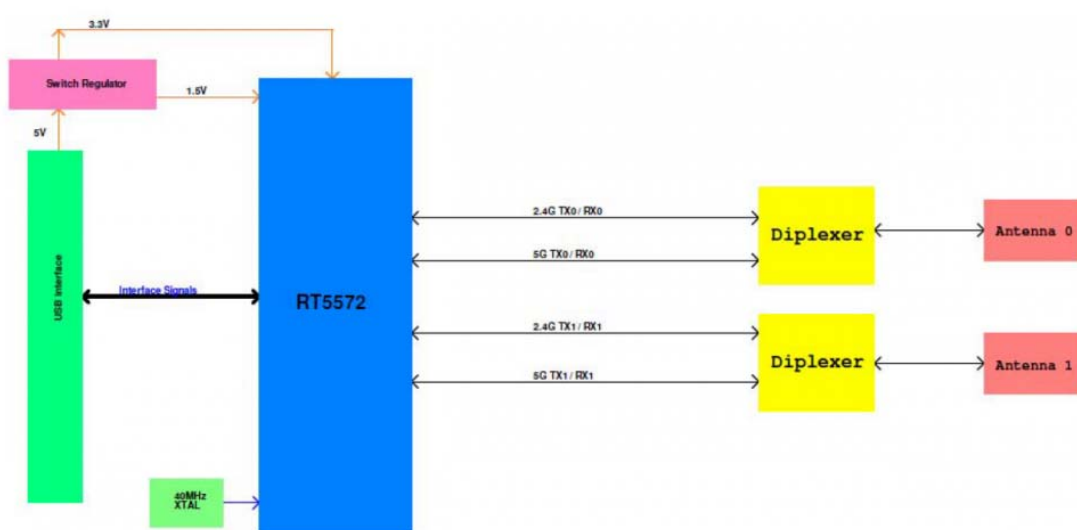 3.3V
Switch Regulator
1.5V
5V
USB Interface
Interface Signals
RT5572
2.4G TX0 / RX0
5G TX0 / RX0
Diplexer
Antenna 0
2.4G TX1 / RX1
5G TX1 / RX1
Diplexer
Antenna 1
40MHz
XTAL